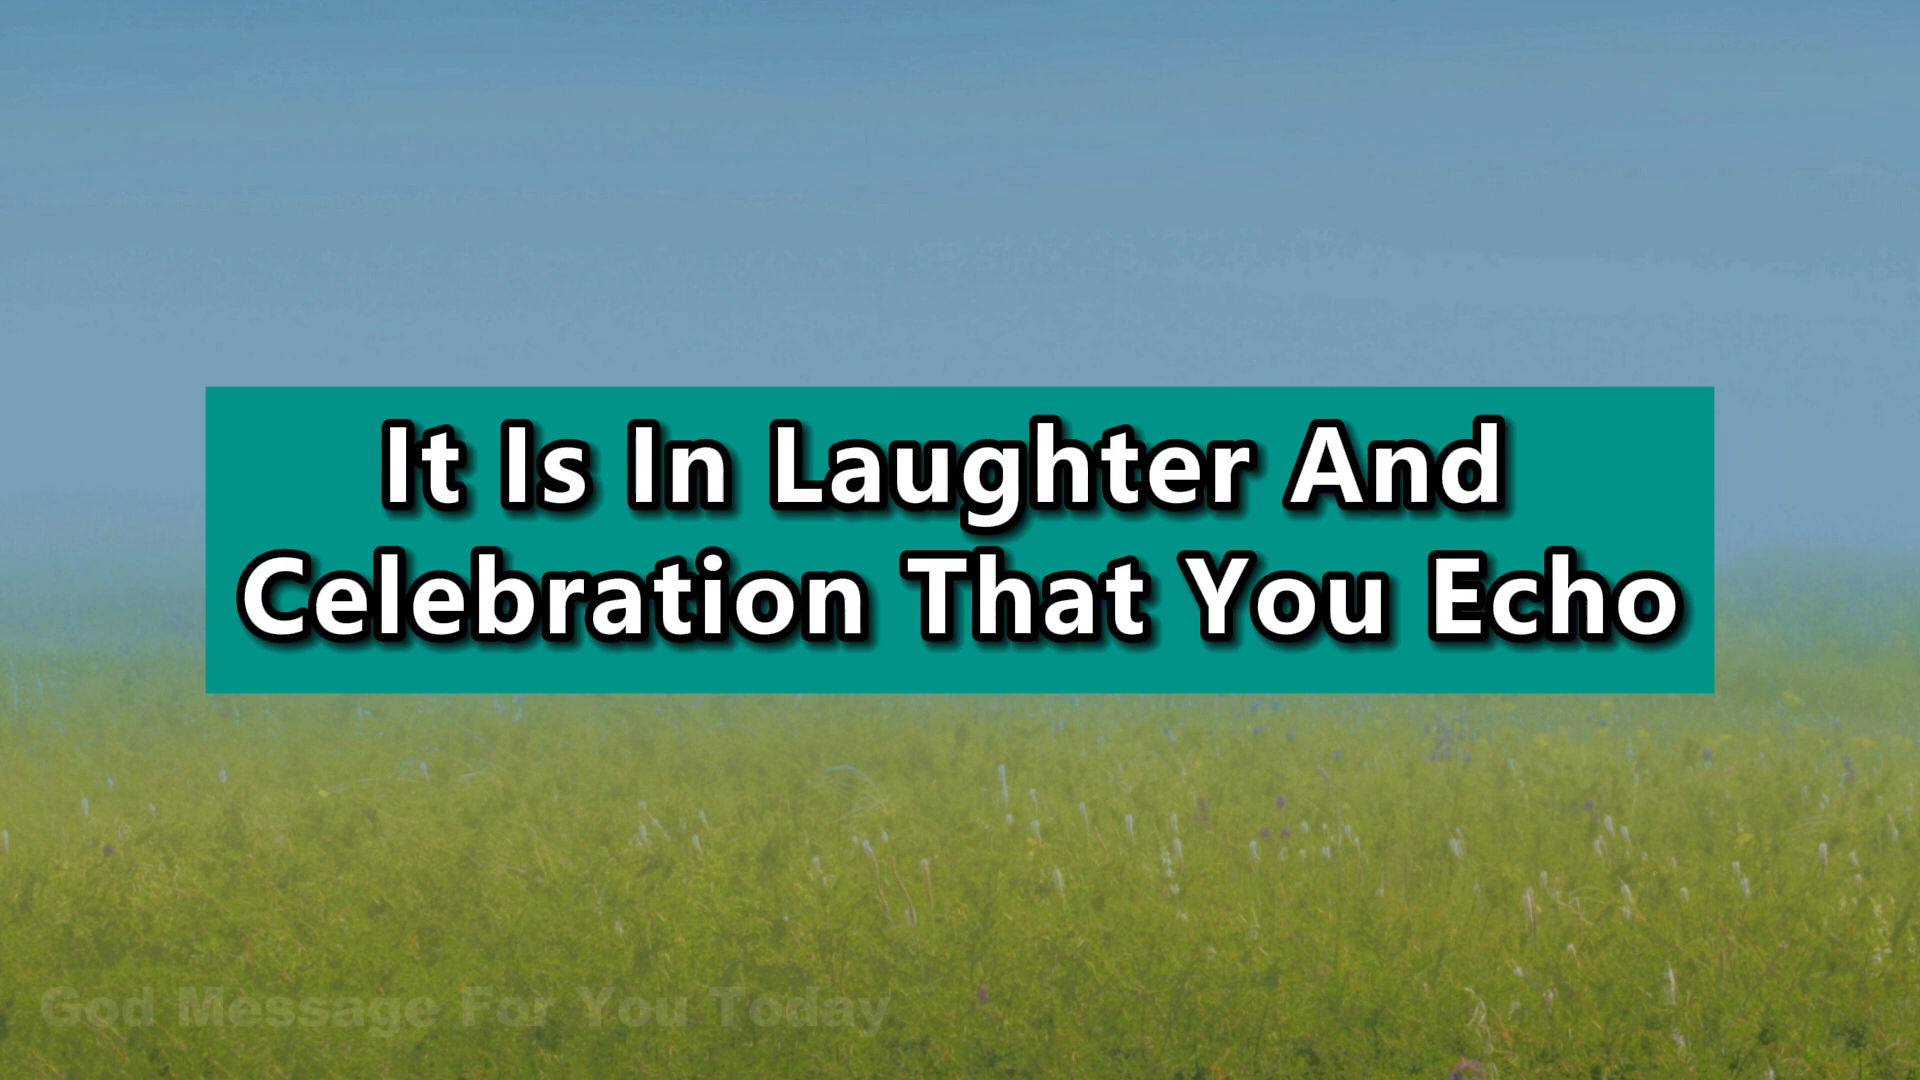 It Is In Laughter And
Celebration That You Echo
God Message For You Today